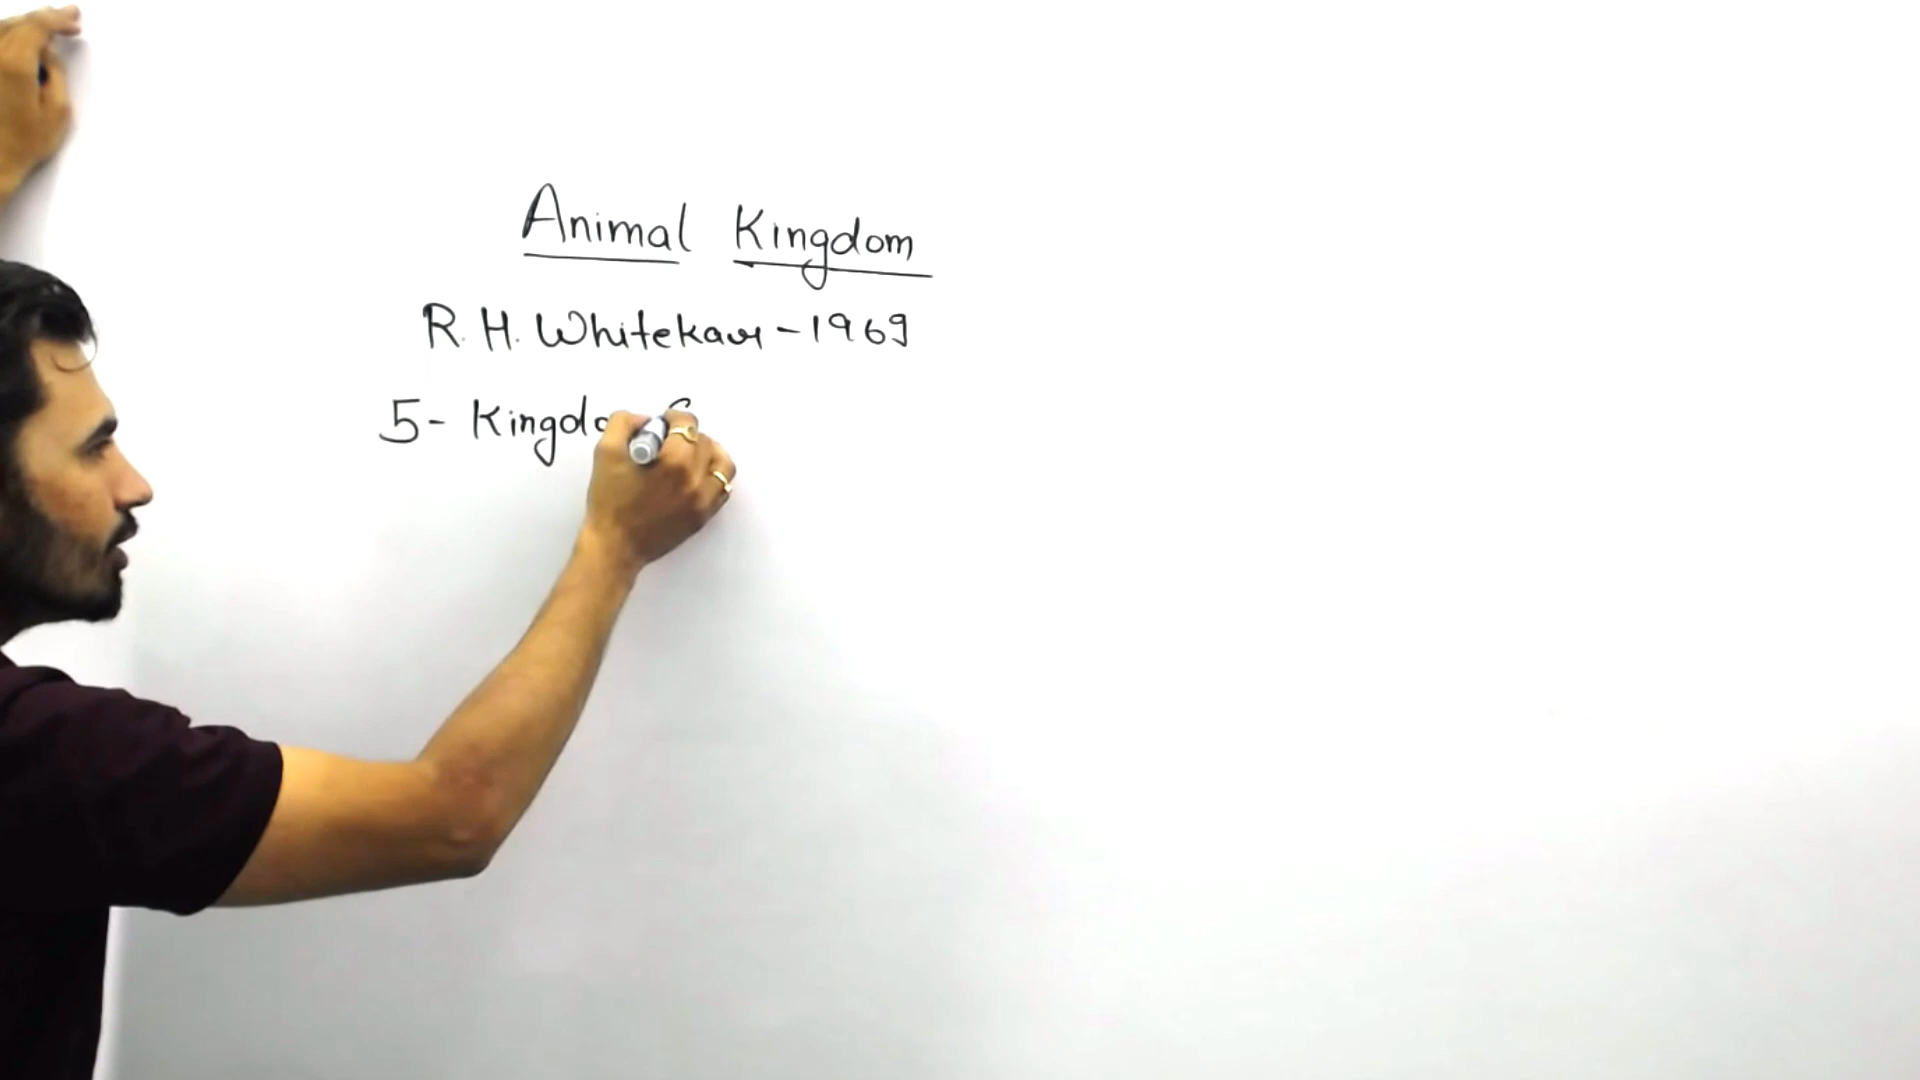 Animal Kingdom
R. H. Whitekar - 1969
5 - Kingdo